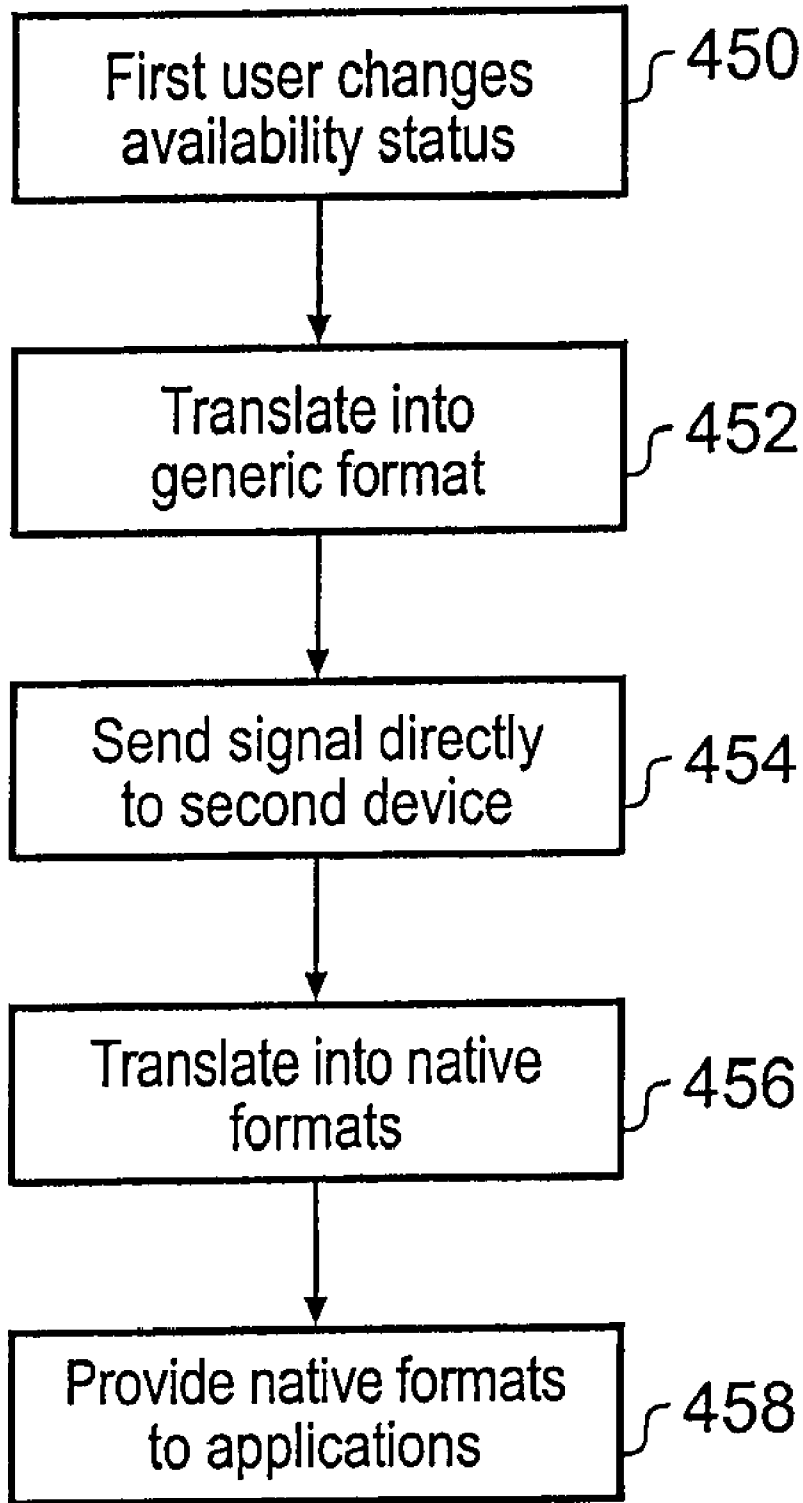 First user changes
availability status
450
Translate into
generic format
452
Send signal directly
to second device
454
Translate into native
formats
456
Provide native formats
to applications
458